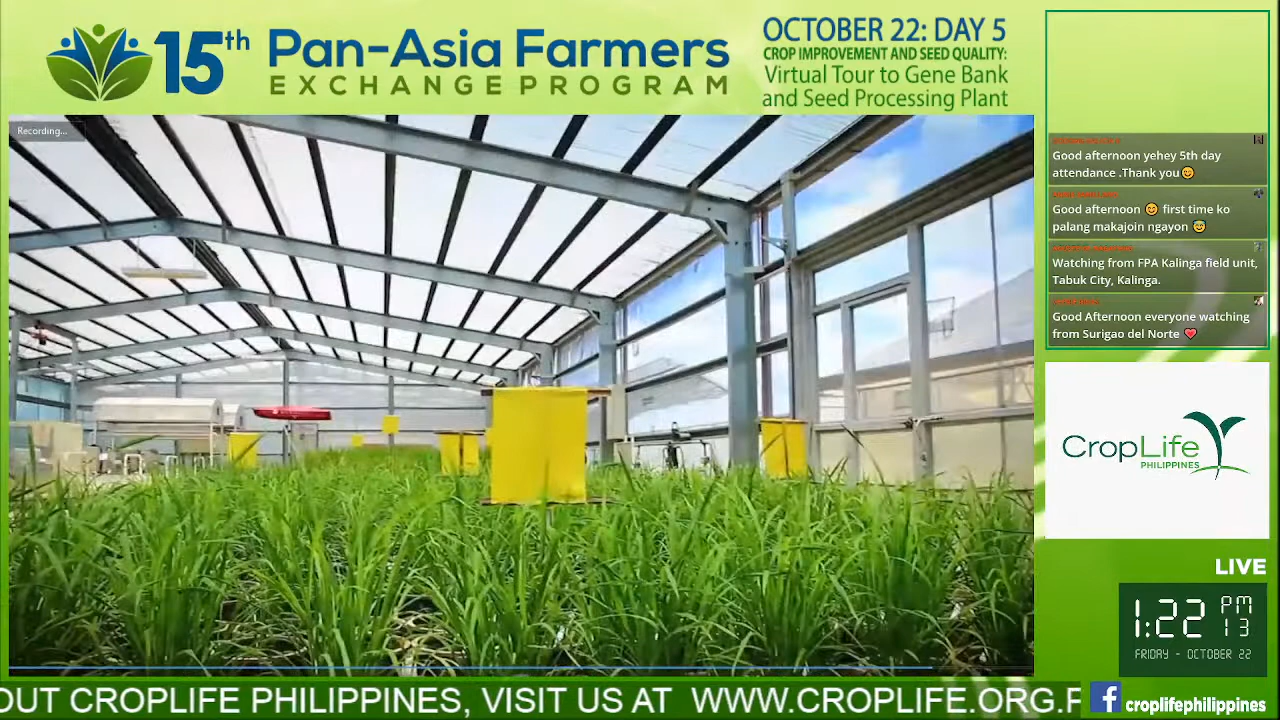 15th Pan-Asia Farmers
EXCHANGE PROGRAM
OCTOBER 22: DAY 5
CROP IMPROVEMENT AND SEED QUALITY:
Virtual Tour to Gene Bank
and Seed Processing Plant
Recording...
Good afternoon yehey 5th day
attendance .Thank you😊
Good afternoon 😊 first time ko
palang makajoin ngayon 😅
Watching from FPA Kalinga field unit,
Tabuk City, Kalinga.
Good Afternoon everyone watching
from Surigao del Norte ❤️
CropLife
PHILIPPINES
LIVE
1:22 PM
13
FRIDAY - OCTOBER 22
OUT CROPLIFE PHILIPPINES, VISIT US AT WWW.CROPLIFE.ORG.P
croplifephilippines